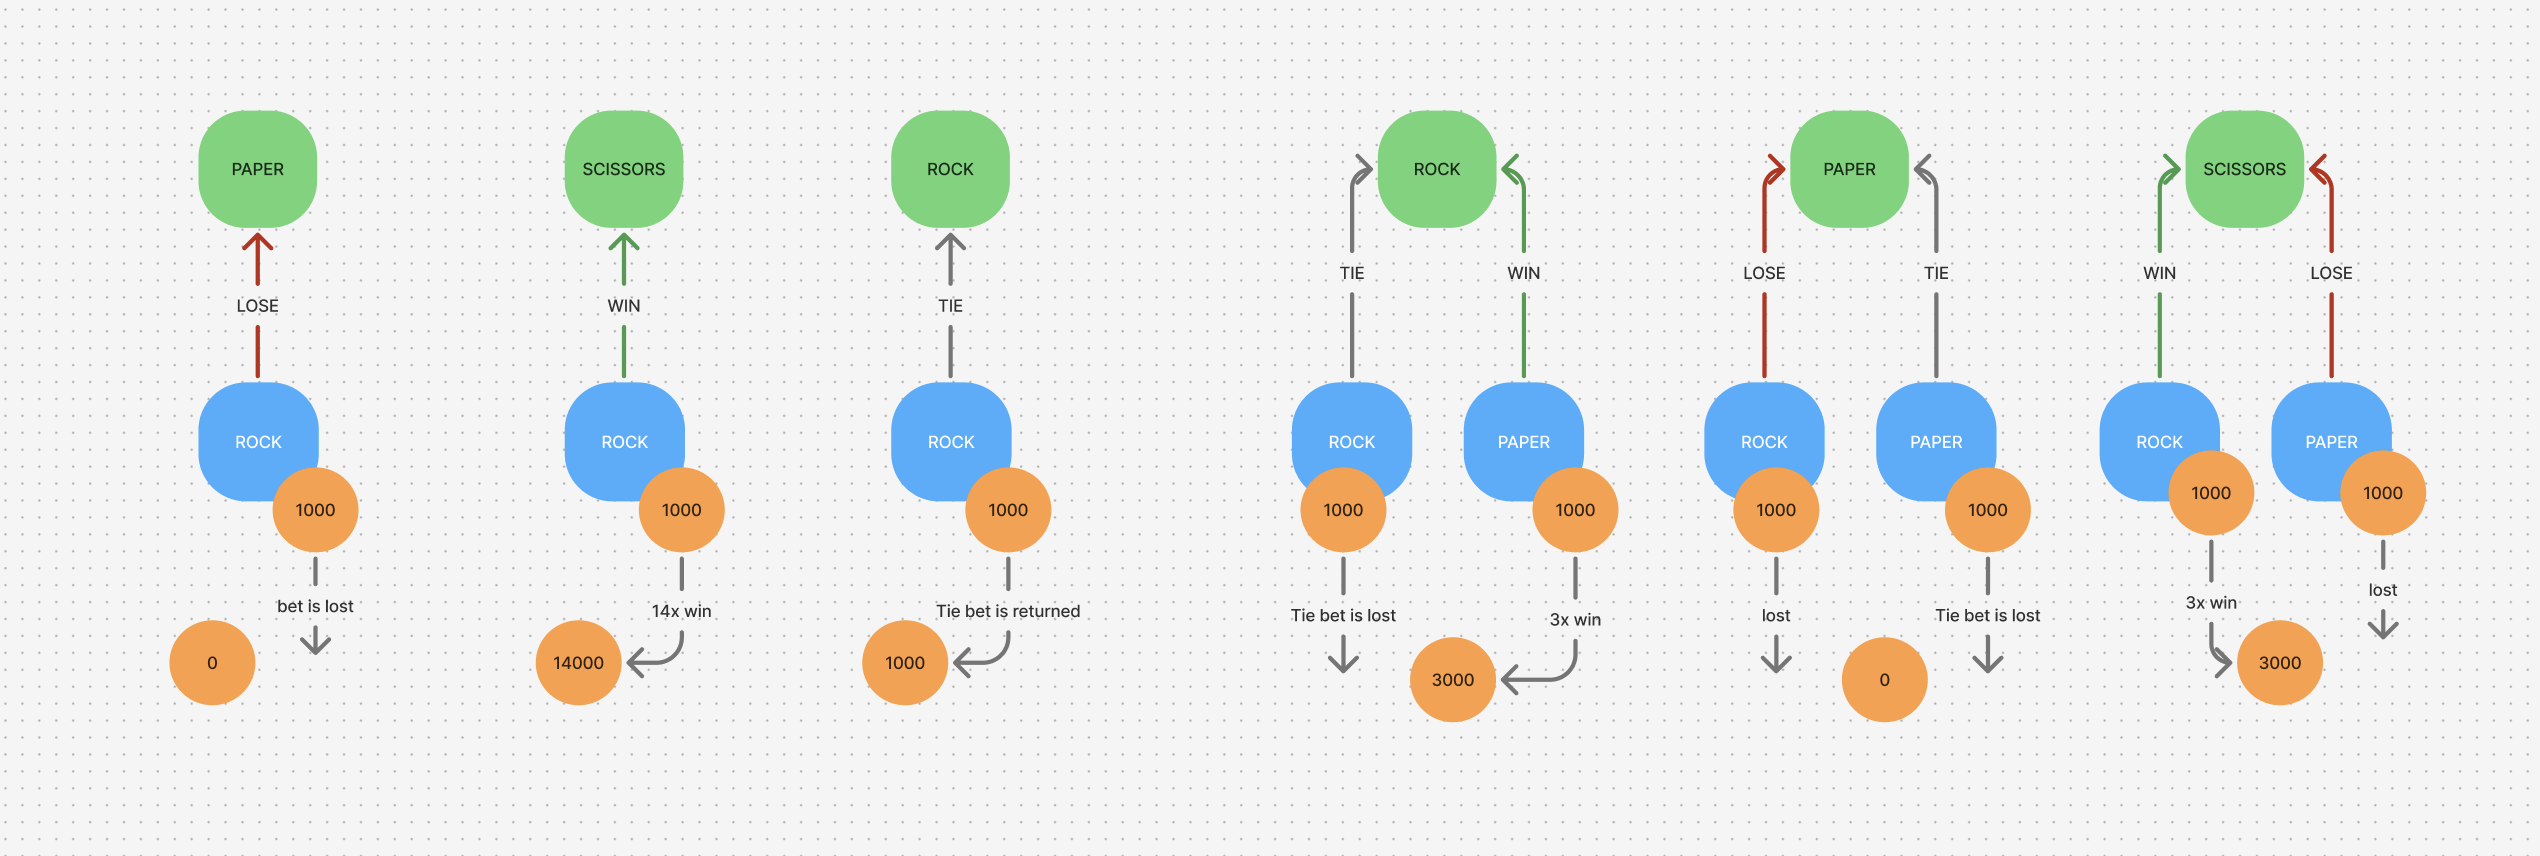 PAPER
LOSE
ROCK
1000
bet is lost
0
SCISSORS
WIN
ROCK
1000
14x win
14000
ROCK
TIE
ROCK
1000
Tie bet is returned
1000
ROCK
TIE
WIN
ROCK
PAPER
1000
1000
Tie bet is lost
3x win
3000
PAPER
LOSE
TIE
ROCK
PAPER
1000
1000
lost
Tie bet is lost
0
SCISSORS
WIN
LOSE
ROCK
PAPER
1000
1000
3x win
lost
3000